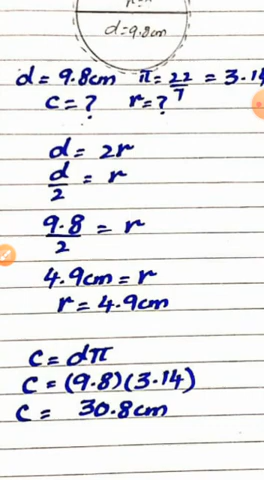 d=9.8cm
d=9.8cm π=22/7=3.14
c=? r=?
d=2r
d/2=r
9.8/2=r
4.9cm=r
r=4.9cm
c=dπ
c=(9.8)(3.14)
c= 30.8cm